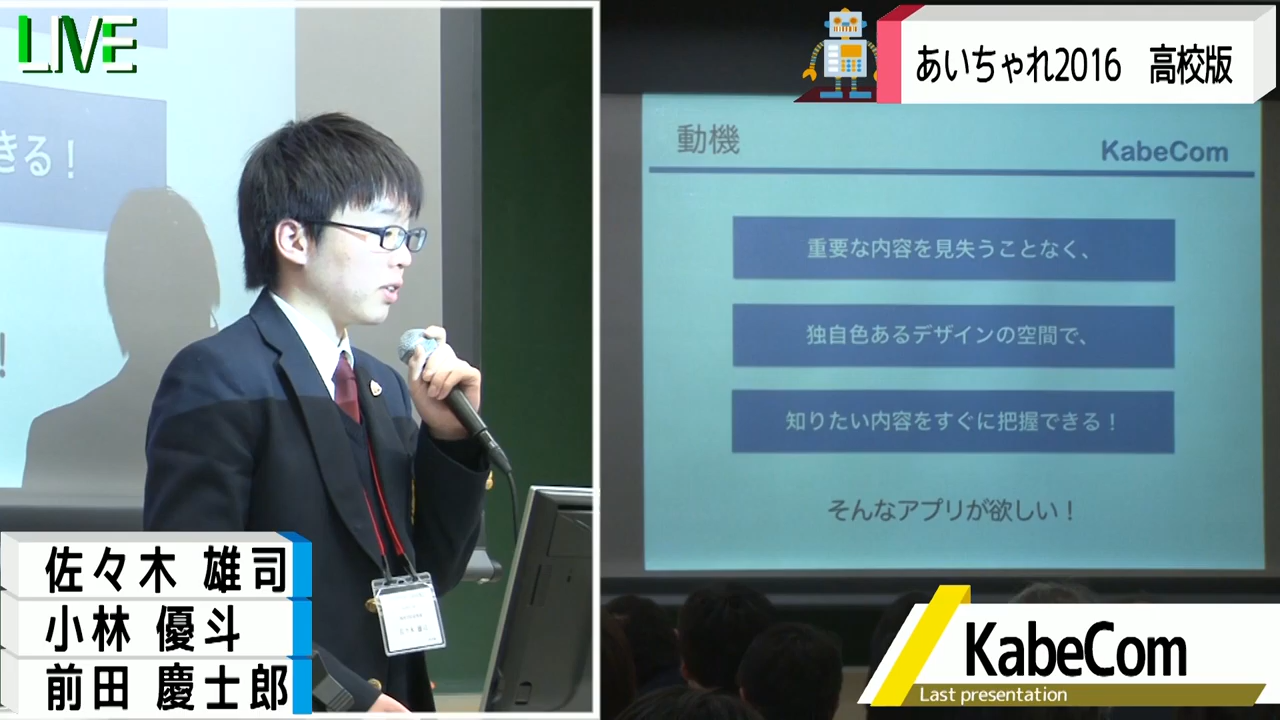 LIVE
あいちゃれ2016 高校版
きる！
！
動機
KabeCom
重要な内容を見失うことなく、
独自色あるデザインの空間で、
知りたい内容をすぐに把握できる！
そんなアプリが欲しい！
佐々木 雄司
小林 優斗
前田 慶士郎
KabeCom
Last presentation